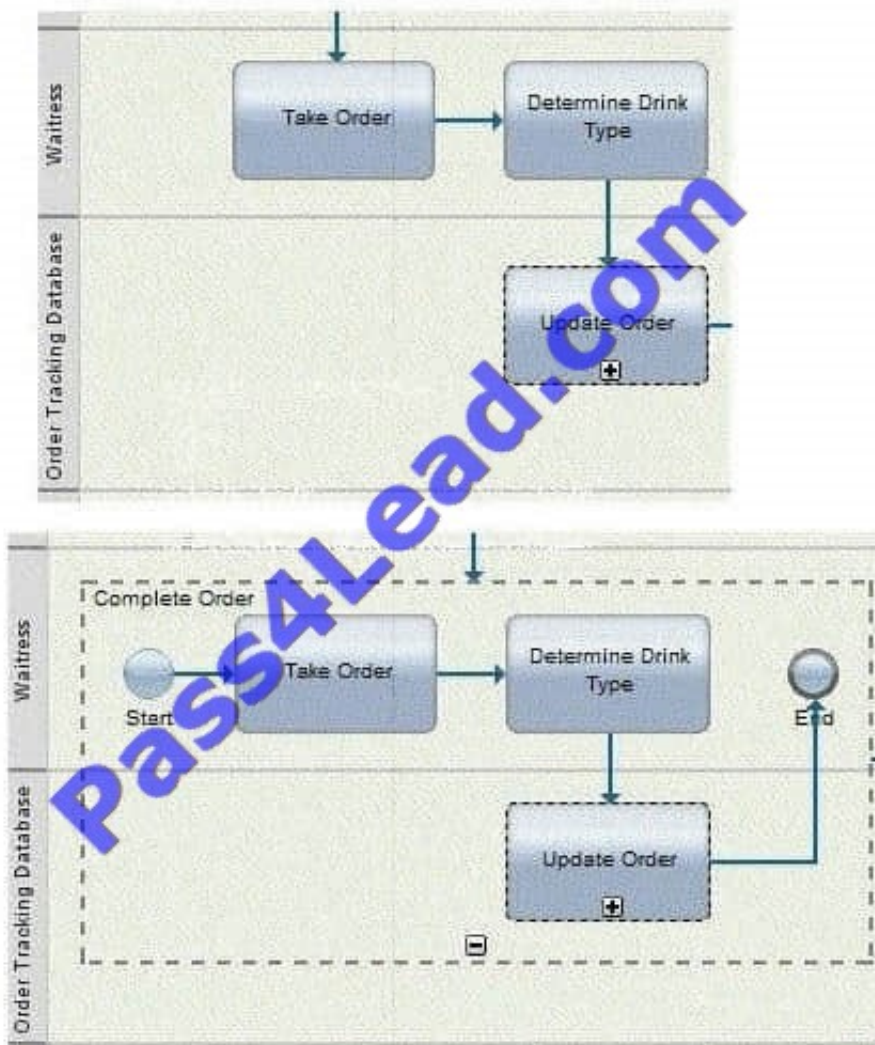 Waitress
Take Order
Determine Drink
Type
Order Tracking Database
Update Order
Pass4Lead.com
Waitress
Complete Order
Start
Take Order
Determine Drink
Type
End
Order Tracking Database
Update Order